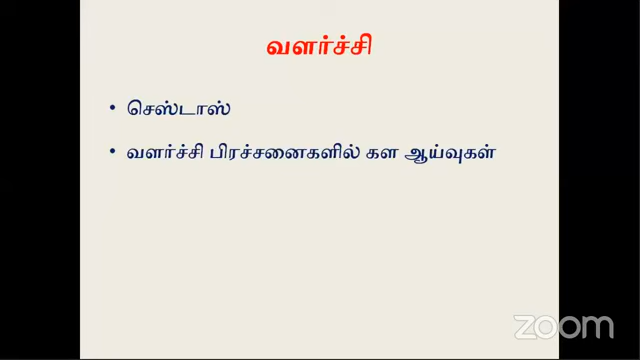 வளர்ச்சி
• செஸ்டாஸ்
• வளர்ச்சி பிரச்சனைகளில் கள ஆய்வுகள்
zoom